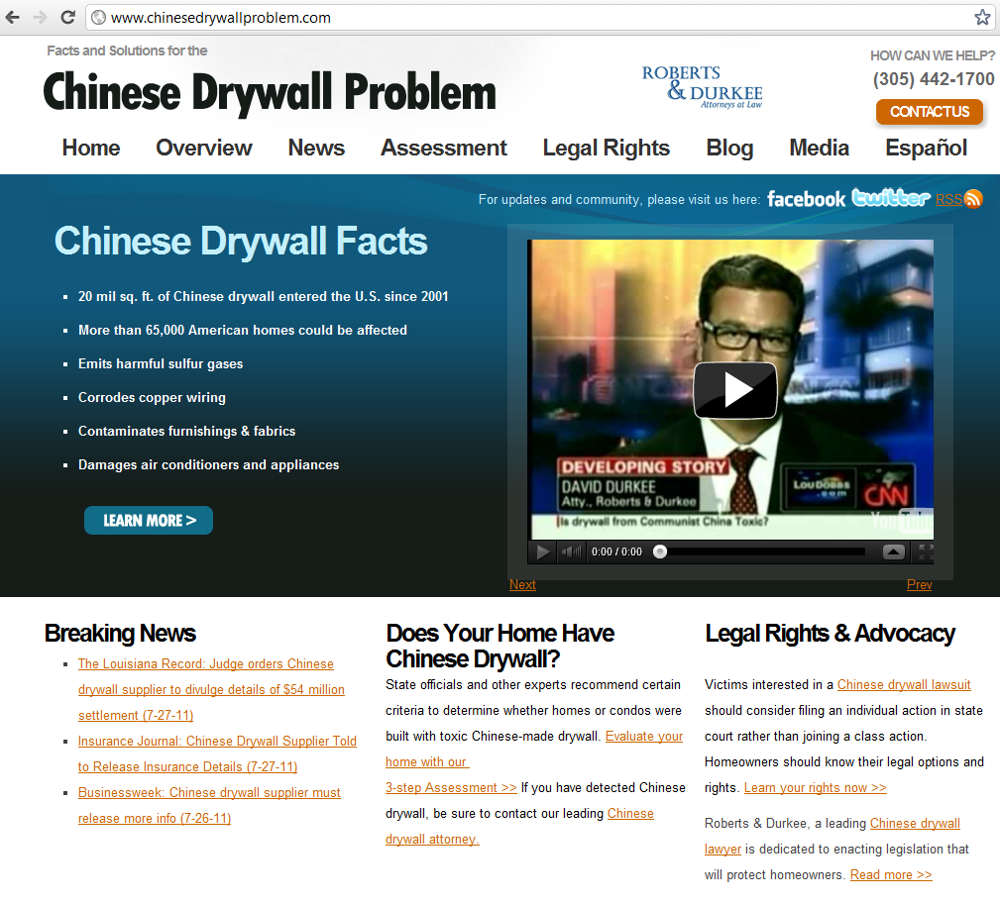 www.chinesedrywallproblem.com
Facts and Solutions for the
Chinese Drywall Problem
ROBERTS
& DURKEE
Attorneys at Law
HOW CAN WE HELP?
(305) 442-1700
CONTACT US
Home Overview News Assessment Legal Rights Blog Media Español
For updates and community, please visit us here: facebook twitter RSS
Chinese Drywall Facts
20 mil sq. ft. of Chinese drywall entered the U.S. since 2001
More than 65,000 American homes could be affected
Emits harmful sulfur gases
Corrodes copper wiring
Contaminates furnishings & fabrics
Damages air conditioners and appliances
LEARN MORE >
DEVELOPING STORY
DAVID DURKEE
Atty., Roberts & Durkee
LOU DOBBS
.com
CNN
Is drywall from Communist China Toxic?
YouTube
0:00 / 0:00
Next
Prev
Breaking News
The Louisiana Record: Judge orders Chinese
drywall supplier to divulge details of $54 million
settlement (7-27-11)
Insurance Journal: Chinese Drywall Supplier Told
to Release Insurance Details (7-27-11)
Businessweek: Chinese drywall supplier must
release more info (7-26-11)
Does Your Home Have
Chinese Drywall?
State officials and other experts recommend certain
criteria to determine whether homes or condos were
built with toxic Chinese-made drywall. Evaluate your
home with our
3-step Assessment >> If you have detected Chinese
drywall, be sure to contact our leading Chinese
drywall attorney.
Legal Rights & Advocacy
Victims interested in a Chinese drywall lawsuit
should consider filing an individual action in state
court rather than joining a class action.
Homeowners should know their legal options and
rights. Learn your rights now >>
Roberts & Durkee, a leading Chinese drywall
lawyer is dedicated to enacting legislation that
will protect homeowners. Read more >>